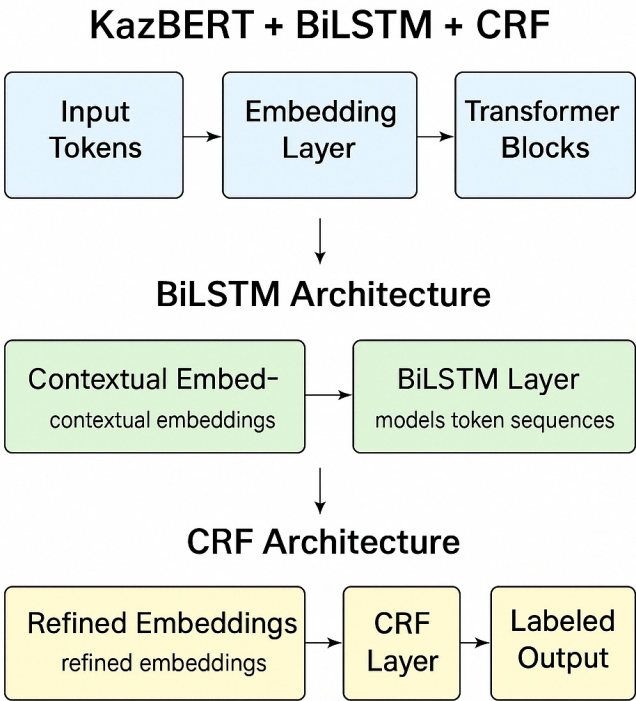 KazBERT + BiLSTM + CRF
Input
Tokens
Embedding
Layer
Transformer
Blocks
BiLSTM Architecture
Contextual Embed-
contextual embeddings
BiLSTM Layer
models token sequences
CRF Architecture
Refined Embeddings
refined embeddings
CRF
Layer
Labeled
Output